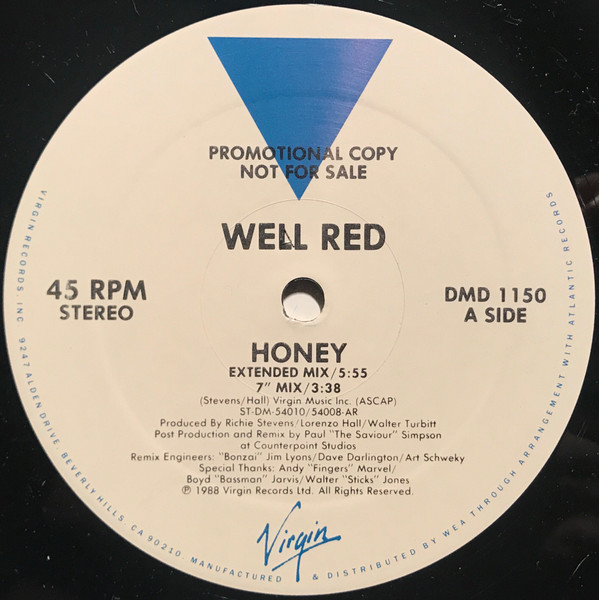 PROMOTIONAL COPY
NOT FOR SALE
WELL RED
45 RPM
STEREO
DMD 1150
A SIDE
HONEY
EXTENDED MIX/5:55
7" MIX/3:38
(Stevens/Hall) Virgin Music Inc. (ASCAP)
ST-DM-54010/54008-AR
Produced By Richie Stevens/Lorenzo Hall/Walter Turbitt
Post Production and Remix by Paul "The Saviour" Simpson
at Counterpoint Studios
Remix Engineers: "Bonzai" Jim Lyons/Dave Darlington/Art Schweky
Special Thanks: Andy "Fingers" Marvel/
Boyd "Bassman" Jarvis/Walter "Sticks" Jones
℗ 1988 Virgin Records Ltd. All Rights Reserved.
Virgin
VIRGIN RECORDS, INC. 9247 ALDEN DRIVE, BEVERLY HILLS, CA 90210. MANUFACTURED & DISTRIBUTED BY WEA THROUGH ARRANGEMENT WITH ATLANTIC RECORDS